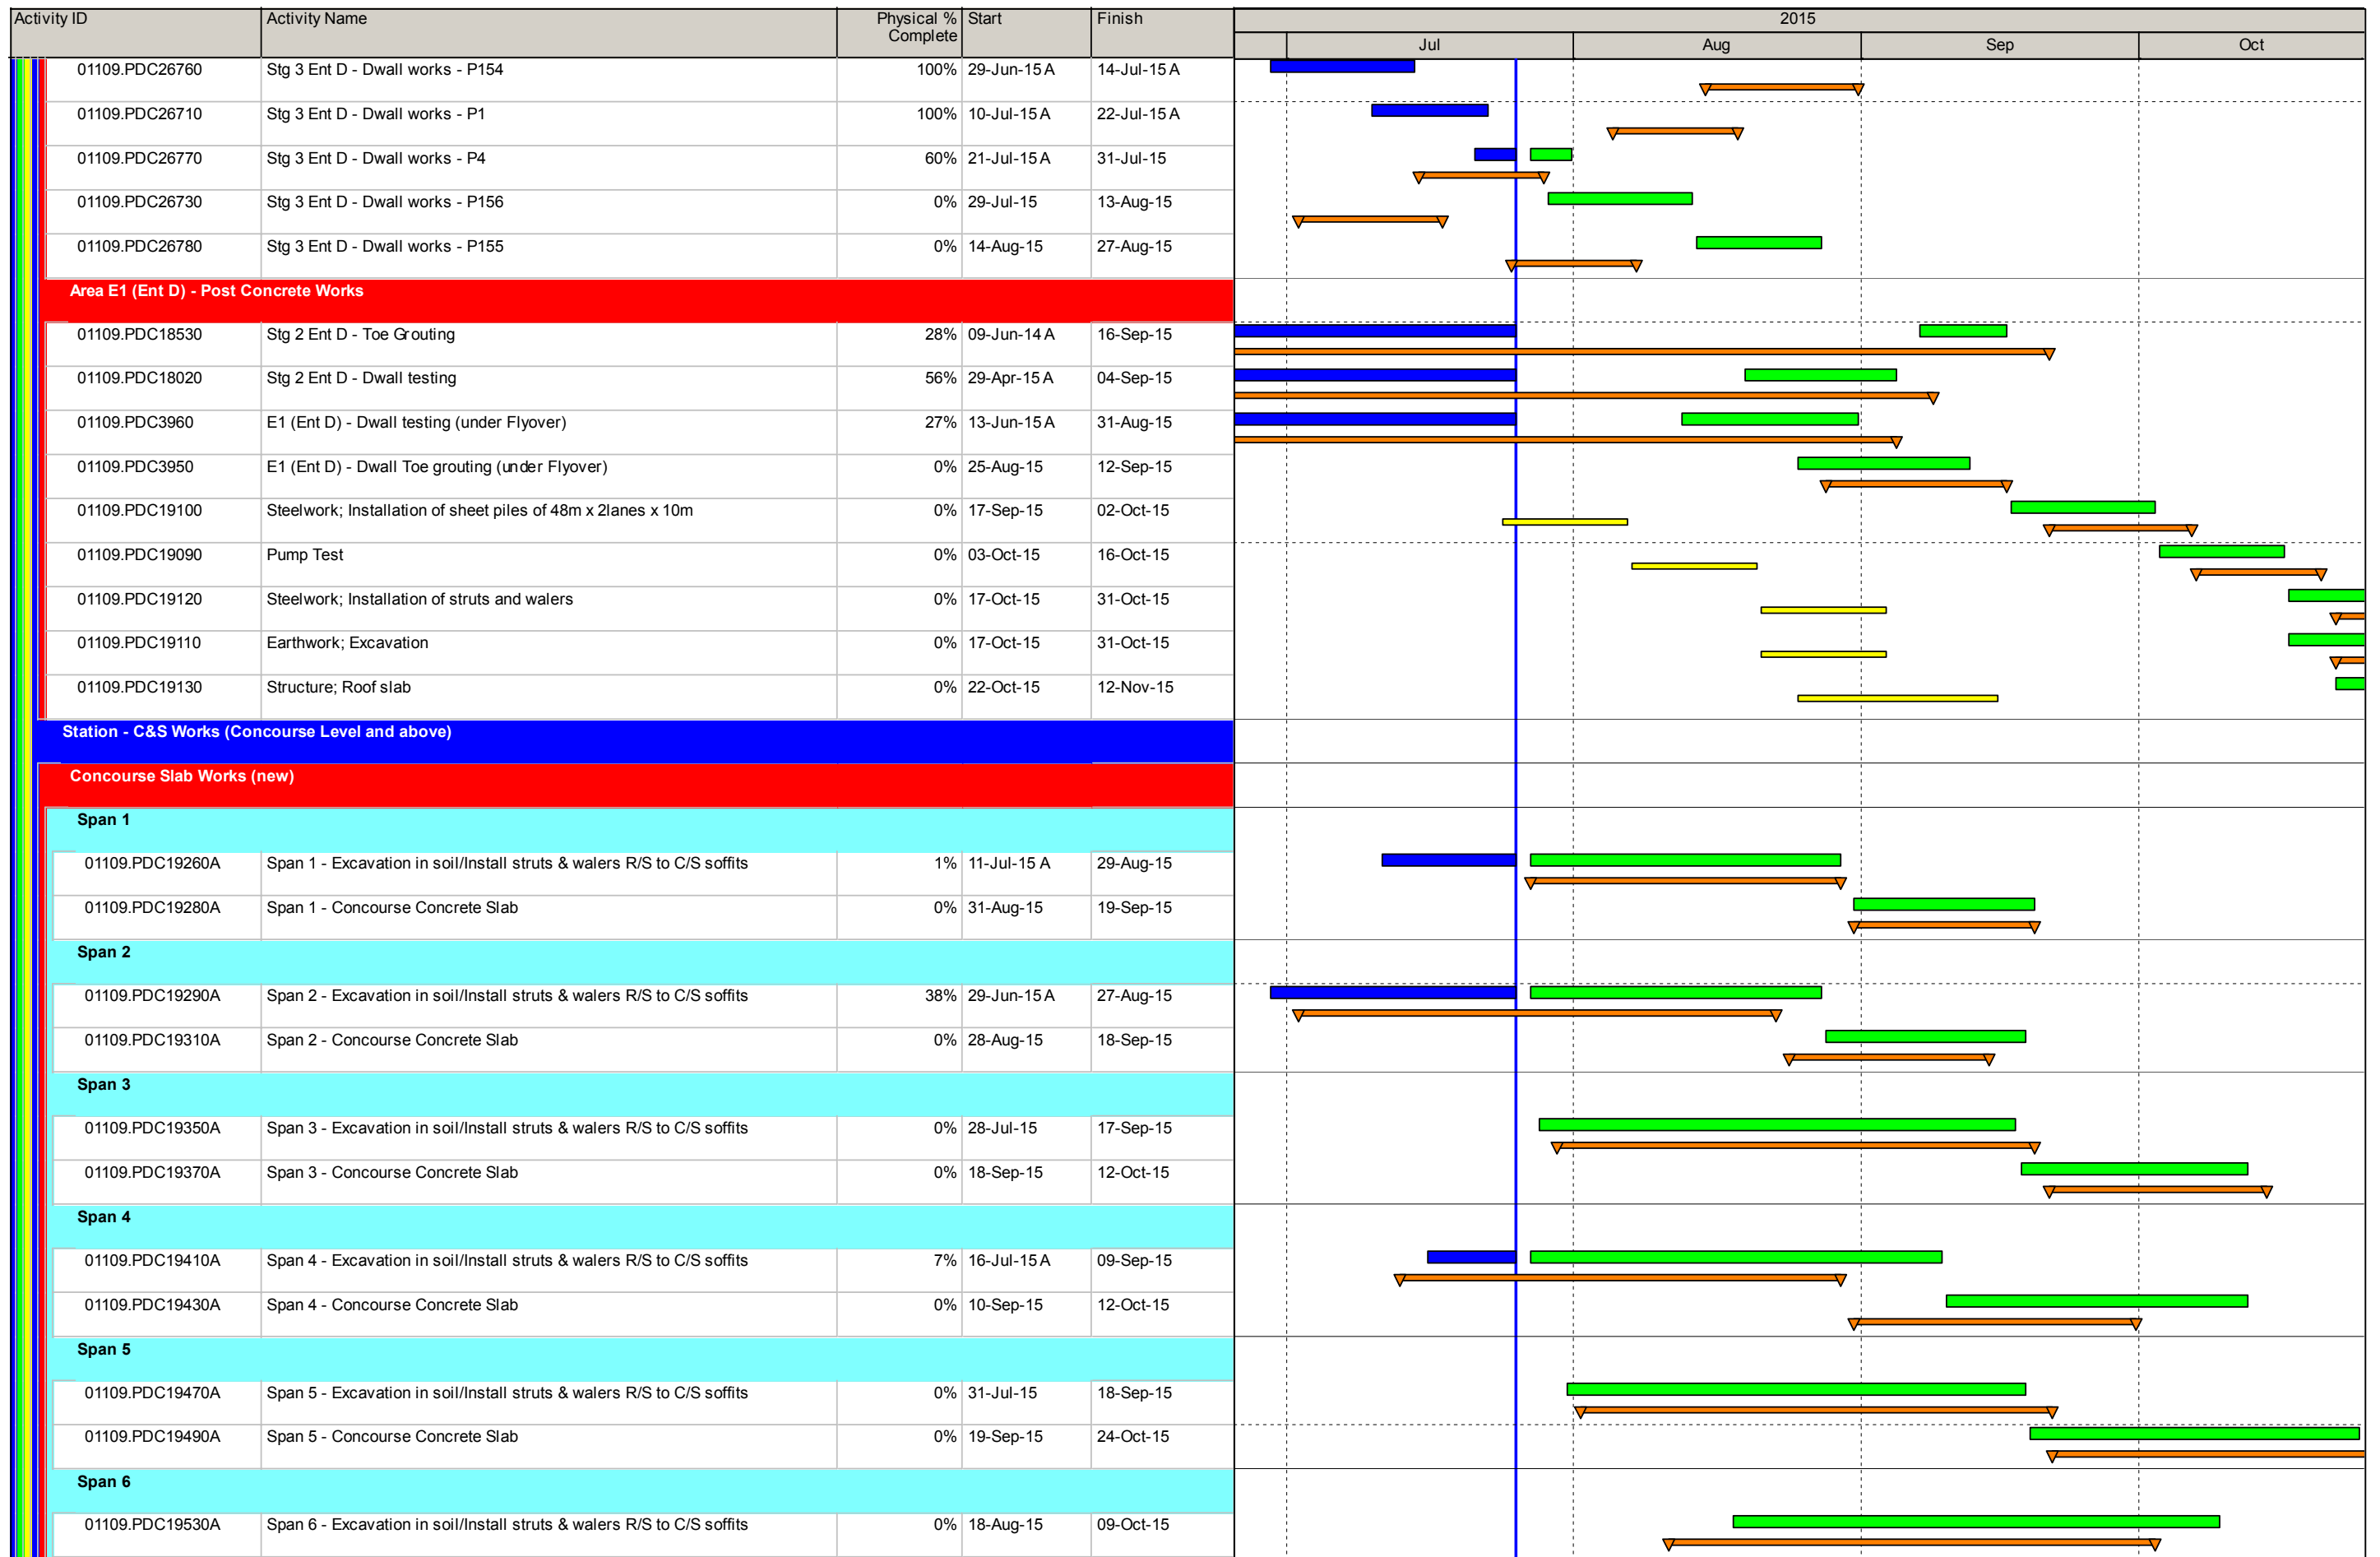 Activity ID Activity Name Physical % Start Finish 2015
Complete Jul Aug Sep Oct
01109.PDC26760 Stg 3 Ent D - Dwall works - P154 100% 29-Jun-15 A 14-Jul-15 A
01109.PDC26710 Stg 3 Ent D - Dwall works - P1 100% 10-Jul-15 A 22-Jul-15 A
01109.PDC26770 Stg 3 Ent D - Dwall works - P4 60% 21-Jul-15 A 31-Jul-15
01109.PDC26730 Stg 3 Ent D - Dwall works - P156 0% 29-Jul-15 13-Aug-15
01109.PDC26780 Stg 3 Ent D - Dwall works - P155 0% 14-Aug-15 27-Aug-15
Area E1 (Ent D) - Post Concrete Works
01109.PDC18530 Stg 2 Ent D - Toe Grouting 28% 09-Jun-14 A 16-Sep-15
01109.PDC18020 Stg 2 Ent D - Dwall testing 56% 29-Apr-15 A 04-Sep-15
01109.PDC3960 E1 (Ent D) - Dwall testing (under Flyover) 27% 13-Jun-15 A 31-Aug-15
01109.PDC3950 E1 (Ent D) - Dwall Toe grouting (under Flyover) 0% 25-Aug-15 12-Sep-15
01109.PDC19100 Steelwork; Installation of sheet piles of 48m x 2lanes x 10m 0% 17-Sep-15 02-Oct-15
01109.PDC19090 Pump Test 0% 03-Oct-15 16-Oct-15
01109.PDC19120 Steelwork; Installation of struts and walers 0% 17-Oct-15 31-Oct-15
01109.PDC19110 Earthwork; Excavation 0% 17-Oct-15 31-Oct-15
01109.PDC19130 Structure; Roof slab 0% 22-Oct-15 12-Nov-15
Station - C&S Works (Concourse Level and above)
Concourse Slab Works (new)
Span 1
01109.PDC19260A Span 1 - Excavation in soil/Install struts & walers R/S to C/S soffits 1% 11-Jul-15 A 29-Aug-15
01109.PDC19280A Span 1 - Concourse Concrete Slab 0% 31-Aug-15 19-Sep-15
Span 2
01109.PDC19290A Span 2 - Excavation in soil/Install struts & walers R/S to C/S soffits 38% 29-Jun-15 A 27-Aug-15
01109.PDC19310A Span 2 - Concourse Concrete Slab 0% 28-Aug-15 18-Sep-15
Span 3
01109.PDC19350A Span 3 - Excavation in soil/Install struts & walers R/S to C/S soffits 0% 28-Jul-15 17-Sep-15
01109.PDC19370A Span 3 - Concourse Concrete Slab 0% 18-Sep-15 12-Oct-15
Span 4
01109.PDC19410A Span 4 - Excavation in soil/Install struts & walers R/S to C/S soffits 7% 16-Jul-15 A 09-Sep-15
01109.PDC19430A Span 4 - Concourse Concrete Slab 0% 10-Sep-15 12-Oct-15
Span 5
01109.PDC19470A Span 5 - Excavation in soil/Install struts & walers R/S to C/S soffits 0% 31-Jul-15 18-Sep-15
01109.PDC19490A Span 5 - Concourse Concrete Slab 0% 19-Sep-15 24-Oct-15
Span 6
01109.PDC19530A Span 6 - Excavation in soil/Install struts & walers R/S to C/S soffits 0% 18-Aug-15 09-Oct-15